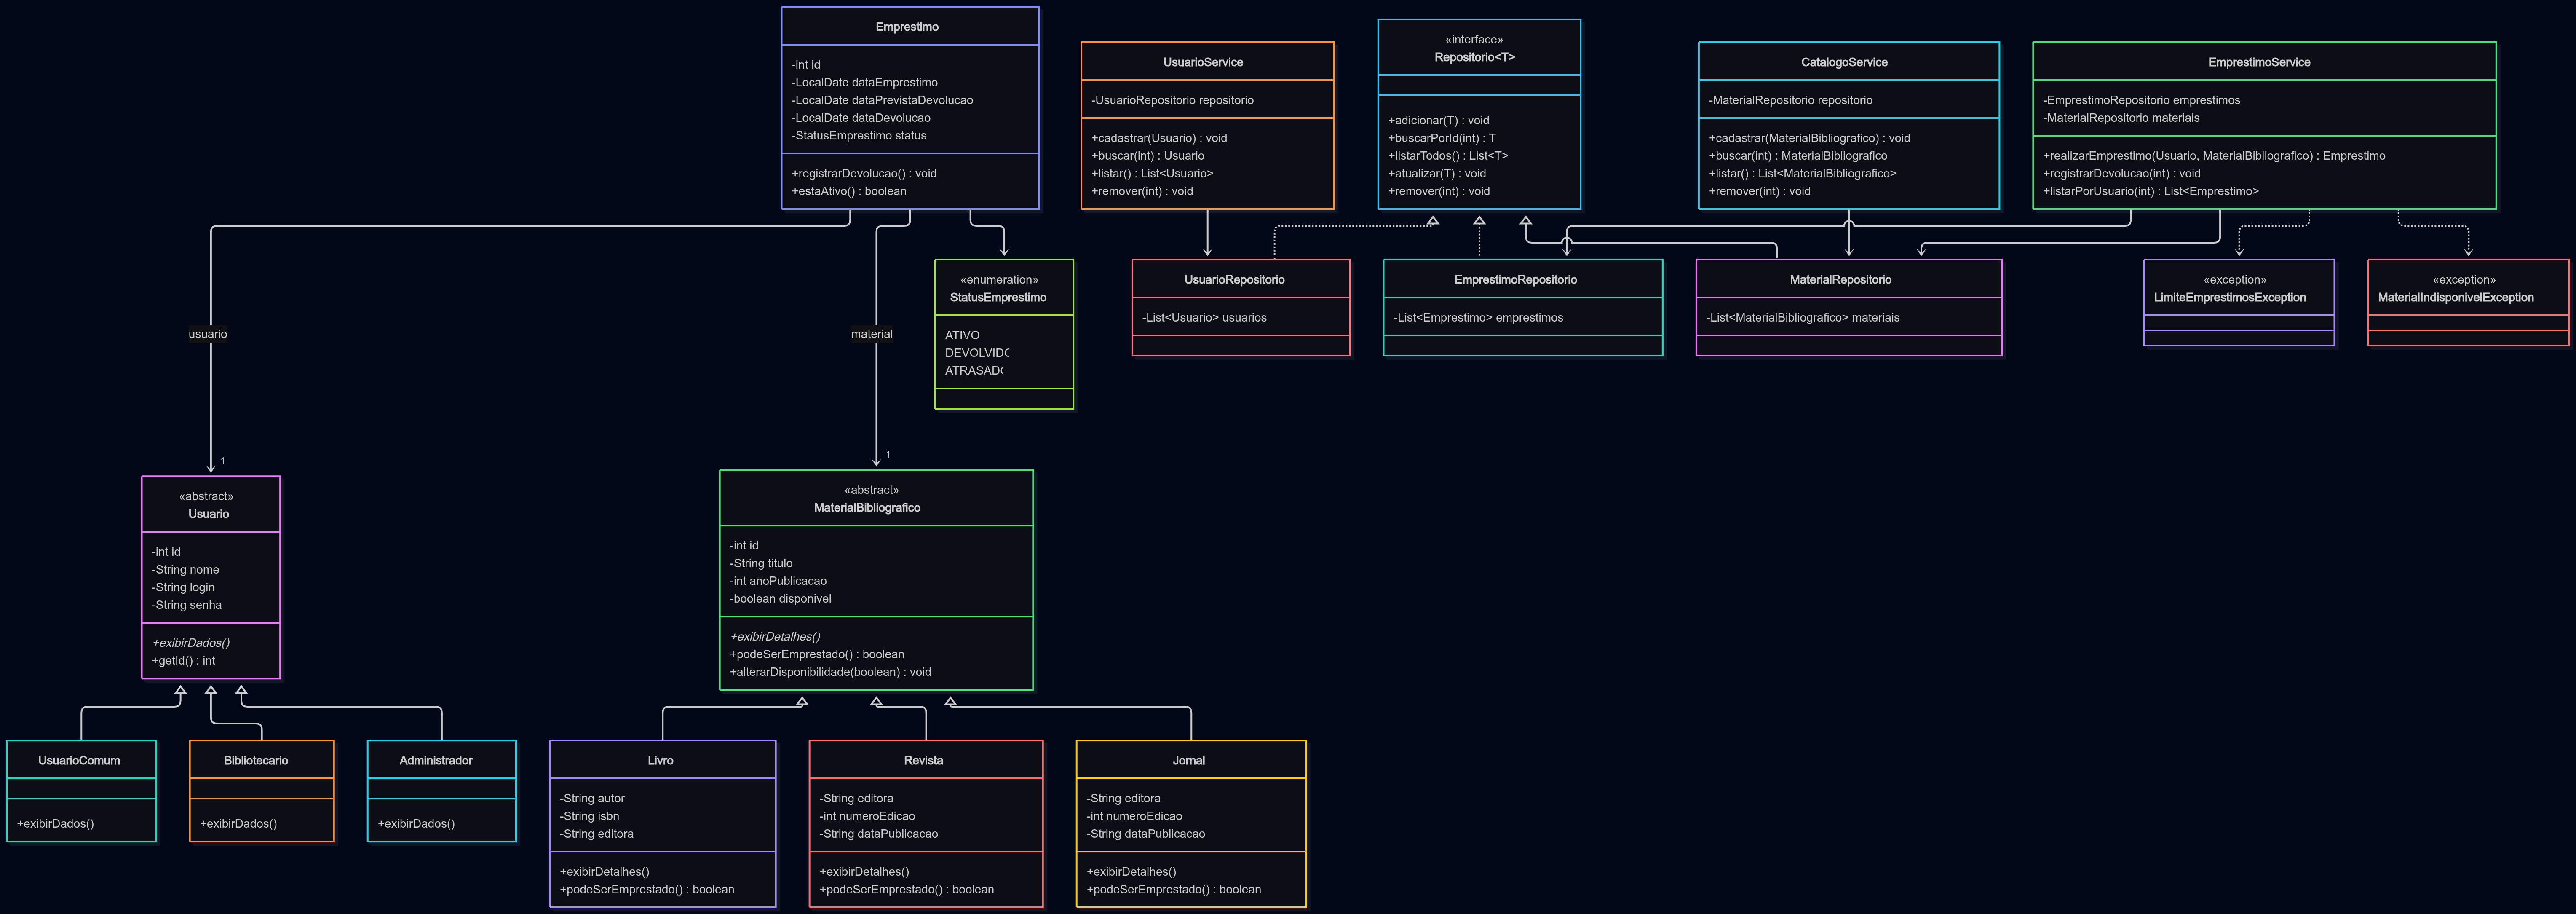 Emprestimo
-int id
-LocalDate dataEmprestimo
-LocalDate dataPrevistaDevolucao
-LocalDate dataDevolucao
-StatusEmprestimo status
+registrarDevolucao() : void
+estaAtivo() : boolean
UsuarioService
-UsuarioRepositorio repositorio
+cadastrar(Usuario) : void
+buscar(int) : Usuario
+listar() : List<Usuario>
+remover(int) : void
«interface»
Repositorio<T>
+adicionar(T) : void
+buscarPorId(int) : T
+listarTodos() : List<T>
+atualizar(T) : void
+remover(int) : void
CatalogoService
-MaterialRepositorio repositorio
+cadastrar(MaterialBibliografico) : void
+buscar(int) : MaterialBibliografico
+listar() : List<MaterialBibliografico>
+remover(int) : void
EmprestimoService
-EmprestimoRepositorio emprestimos
-MaterialRepositorio materiais
+realizarEmprestimo(Usuario, MaterialBibliografico) : Emprestimo
+registrarDevolucao(int) : void
+listarPorUsuario(int) : List<Emprestimo>
usuario
material
«enumeration»
StatusEmprestimo
ATIVO
DEVOLVIDO
ATRASADO
UsuarioRepositorio
-List<Usuario> usuarios
EmprestimoRepositorio
-List<Emprestimo> emprestimos
MaterialRepositorio
-List<MaterialBibliografico> materiais
«exception»
LimiteEmprestimosException
«exception»
MaterialIndisponivelException
1
1
«abstract»
Usuario
-int id
-String nome
-String login
-String senha
+exibirDados()
+getId() : int
«abstract»
MaterialBibliografico
-int id
-String titulo
-int anoPublicacao
-boolean disponivel
+exibirDetalhes()
+podeSerEmprestado() : boolean
+alterarDisponibilidade(boolean) : void
UsuarioComum
+exibirDados()
Bibliotecario
+exibirDados()
Administrador
+exibirDados()
Livro
-String autor
-String isbn
-String editora
+exibirDetalhes()
+podeSerEmprestado() : boolean
Revista
-String editora
-int numeroEdicao
-String dataPublicacao
+exibirDetalhes()
+podeSerEmprestado() : boolean
Jornal
-String editora
-int numeroEdicao
-String dataPublicacao
+exibirDetalhes()
+podeSerEmprestado() : boolean